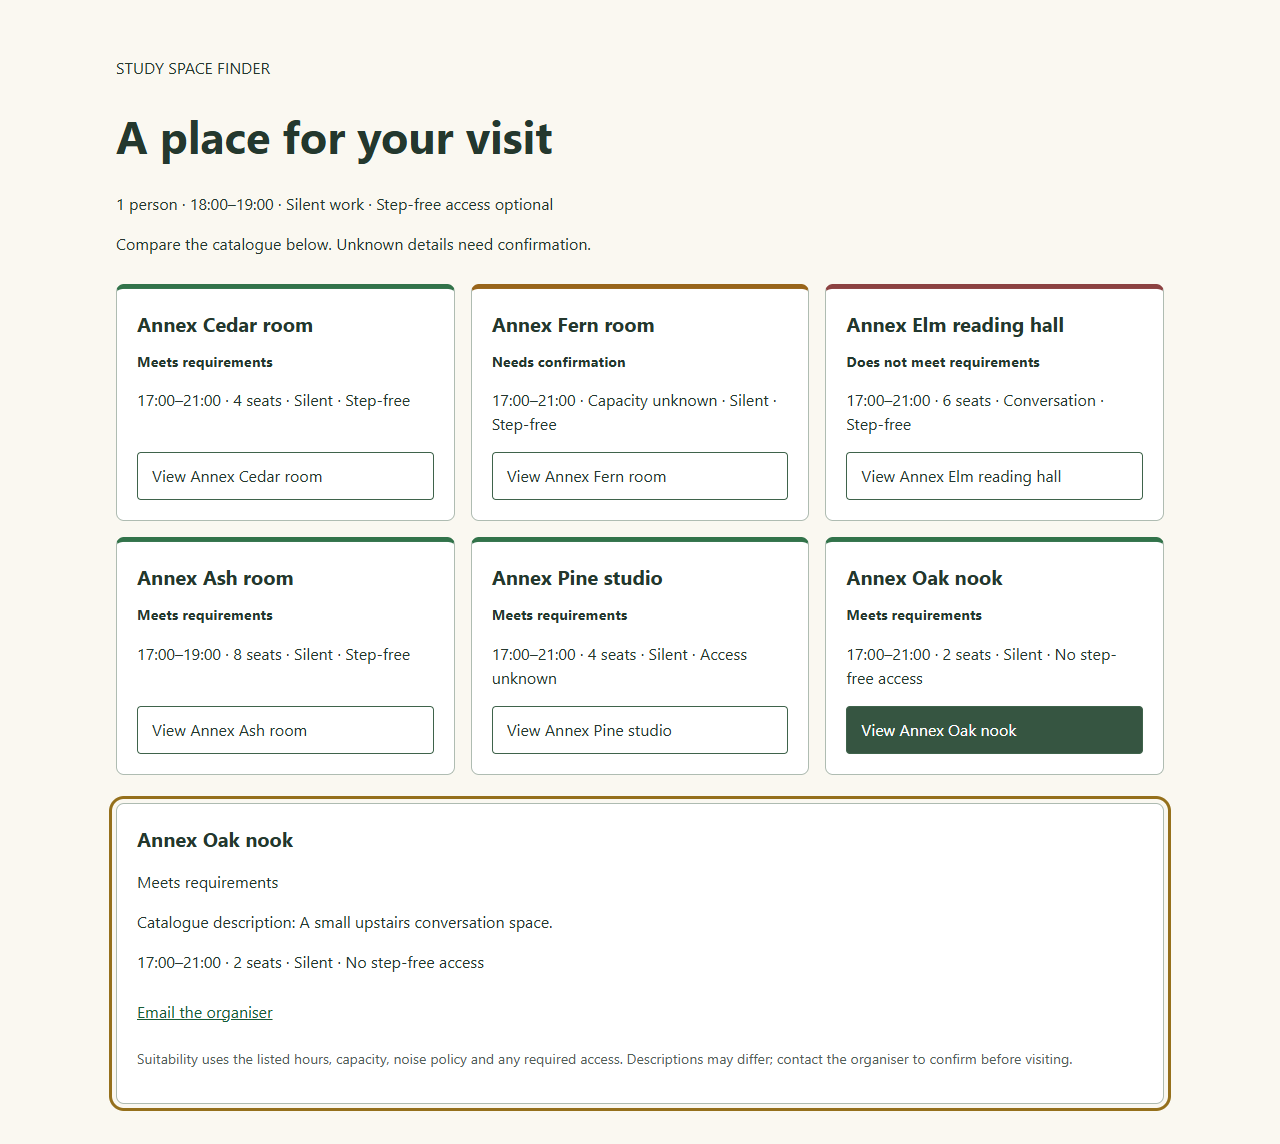 STUDY SPACE FINDER
A place for your visit
1 person · 18:00–19:00 · Silent work · Step-free access optional
Compare the catalogue below. Unknown details need confirmation.
Annex Cedar room
Meets requirements
17:00–21:00 · 4 seats · Silent · Step-free
View Annex Cedar room
Annex Fern room
Needs confirmation
17:00–21:00 · Capacity unknown · Silent ·
Step-free
View Annex Fern room
Annex Elm reading hall
Does not meet requirements
17:00–21:00 · 6 seats · Conversation ·
Step-free
View Annex Elm reading hall
Annex Ash room
Meets requirements
17:00–19:00 · 8 seats · Silent · Step-free
View Annex Ash room
Annex Pine studio
Meets requirements
17:00–21:00 · 4 seats · Silent · Access
unknown
View Annex Pine studio
Annex Oak nook
Meets requirements
17:00–21:00 · 2 seats · Silent · No step-
free access
View Annex Oak nook
Annex Oak nook
Meets requirements
Catalogue description: A small upstairs conversation space.
17:00–21:00 · 2 seats · Silent · No step-free access
Email the organiser
Suitability uses the listed hours, capacity, noise policy and any required access. Descriptions may differ; contact the organiser to confirm before visiting.